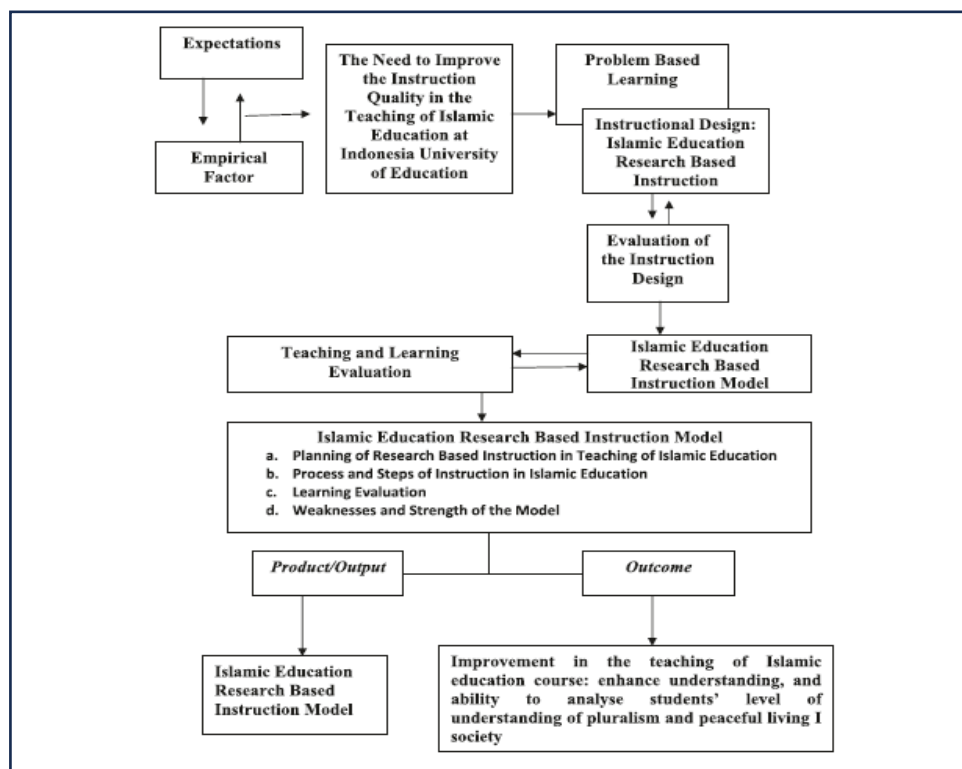 Expectations
Empirical
Factor
The Need to Improve
the Instruction
Quality in the
Teaching of Islamic
Education at
Indonesia University
of Education
Problem Based
Learning
Instructional Design:
Islamic Education
Research Based
Instruction
Evaluation of
the Instruction
Design
Teaching and Learning
Evaluation
Islamic Education
Research Based
Instruction Model
Islamic Education Research Based Instruction Model
a. Planning of Research Based Instruction in Teaching of Islamic Education
b. Process and Steps of Instruction in Islamic Education
c. Learning Evaluation
d. Weaknesses and Strength of the Model
Product/Output
Outcome
Islamic Education
Research Based
Instruction Model
Improvement in the teaching of Islamic
education course: enhance understanding, and
ability to analyse students’ level of
understanding of pluralism and peaceful living I
society